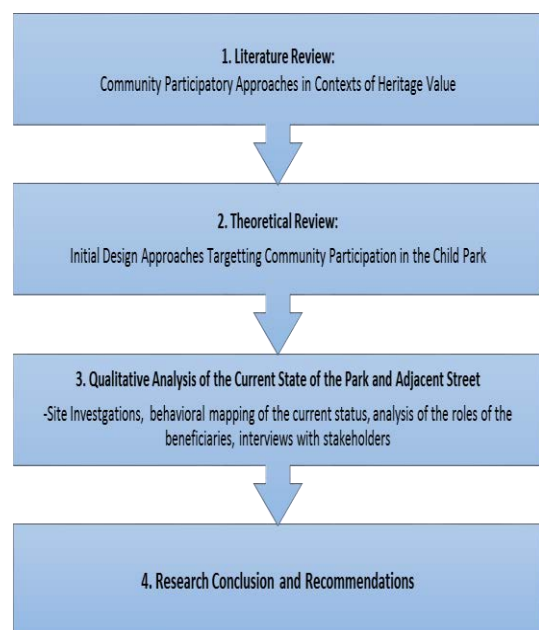 1. Literature Review:
Community Participatory Approaches in Contexts of Heritage Value
2. Theoretical Review:
Initial Design Approaches Targetting Community Participation in the Child Park
3. Qualitative Analysis of the Current State of the Park and Adjacent Street
-Site Investgations, behavioral mapping of the current status, analysis of the roles of the
beneficiaries, interviews with stakeholders
4. Research Conclusion and Recommendations